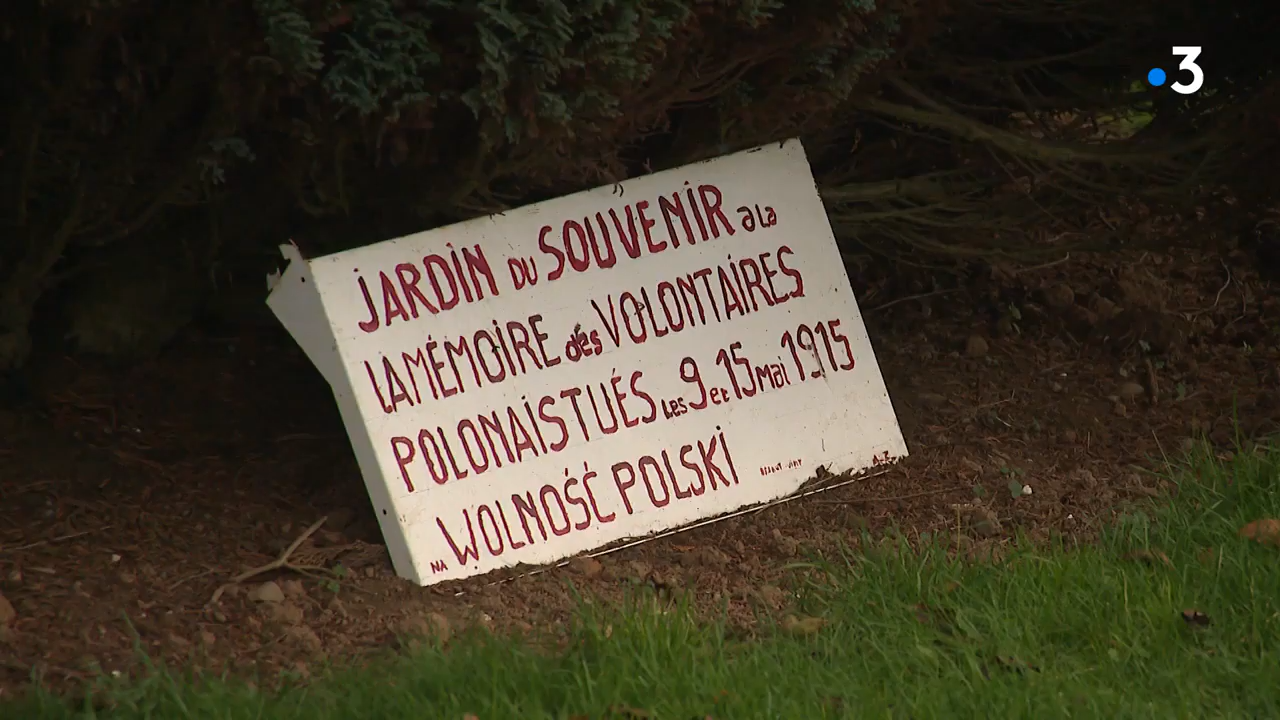 3
JARDIN DU SOUVENIR à la
LA MÉMOIRE dés VOLONTAIRES
POLONAIS TUÉS Les 9 et 15 Mai 1915
NA WOLNOŚĆ POLSKI